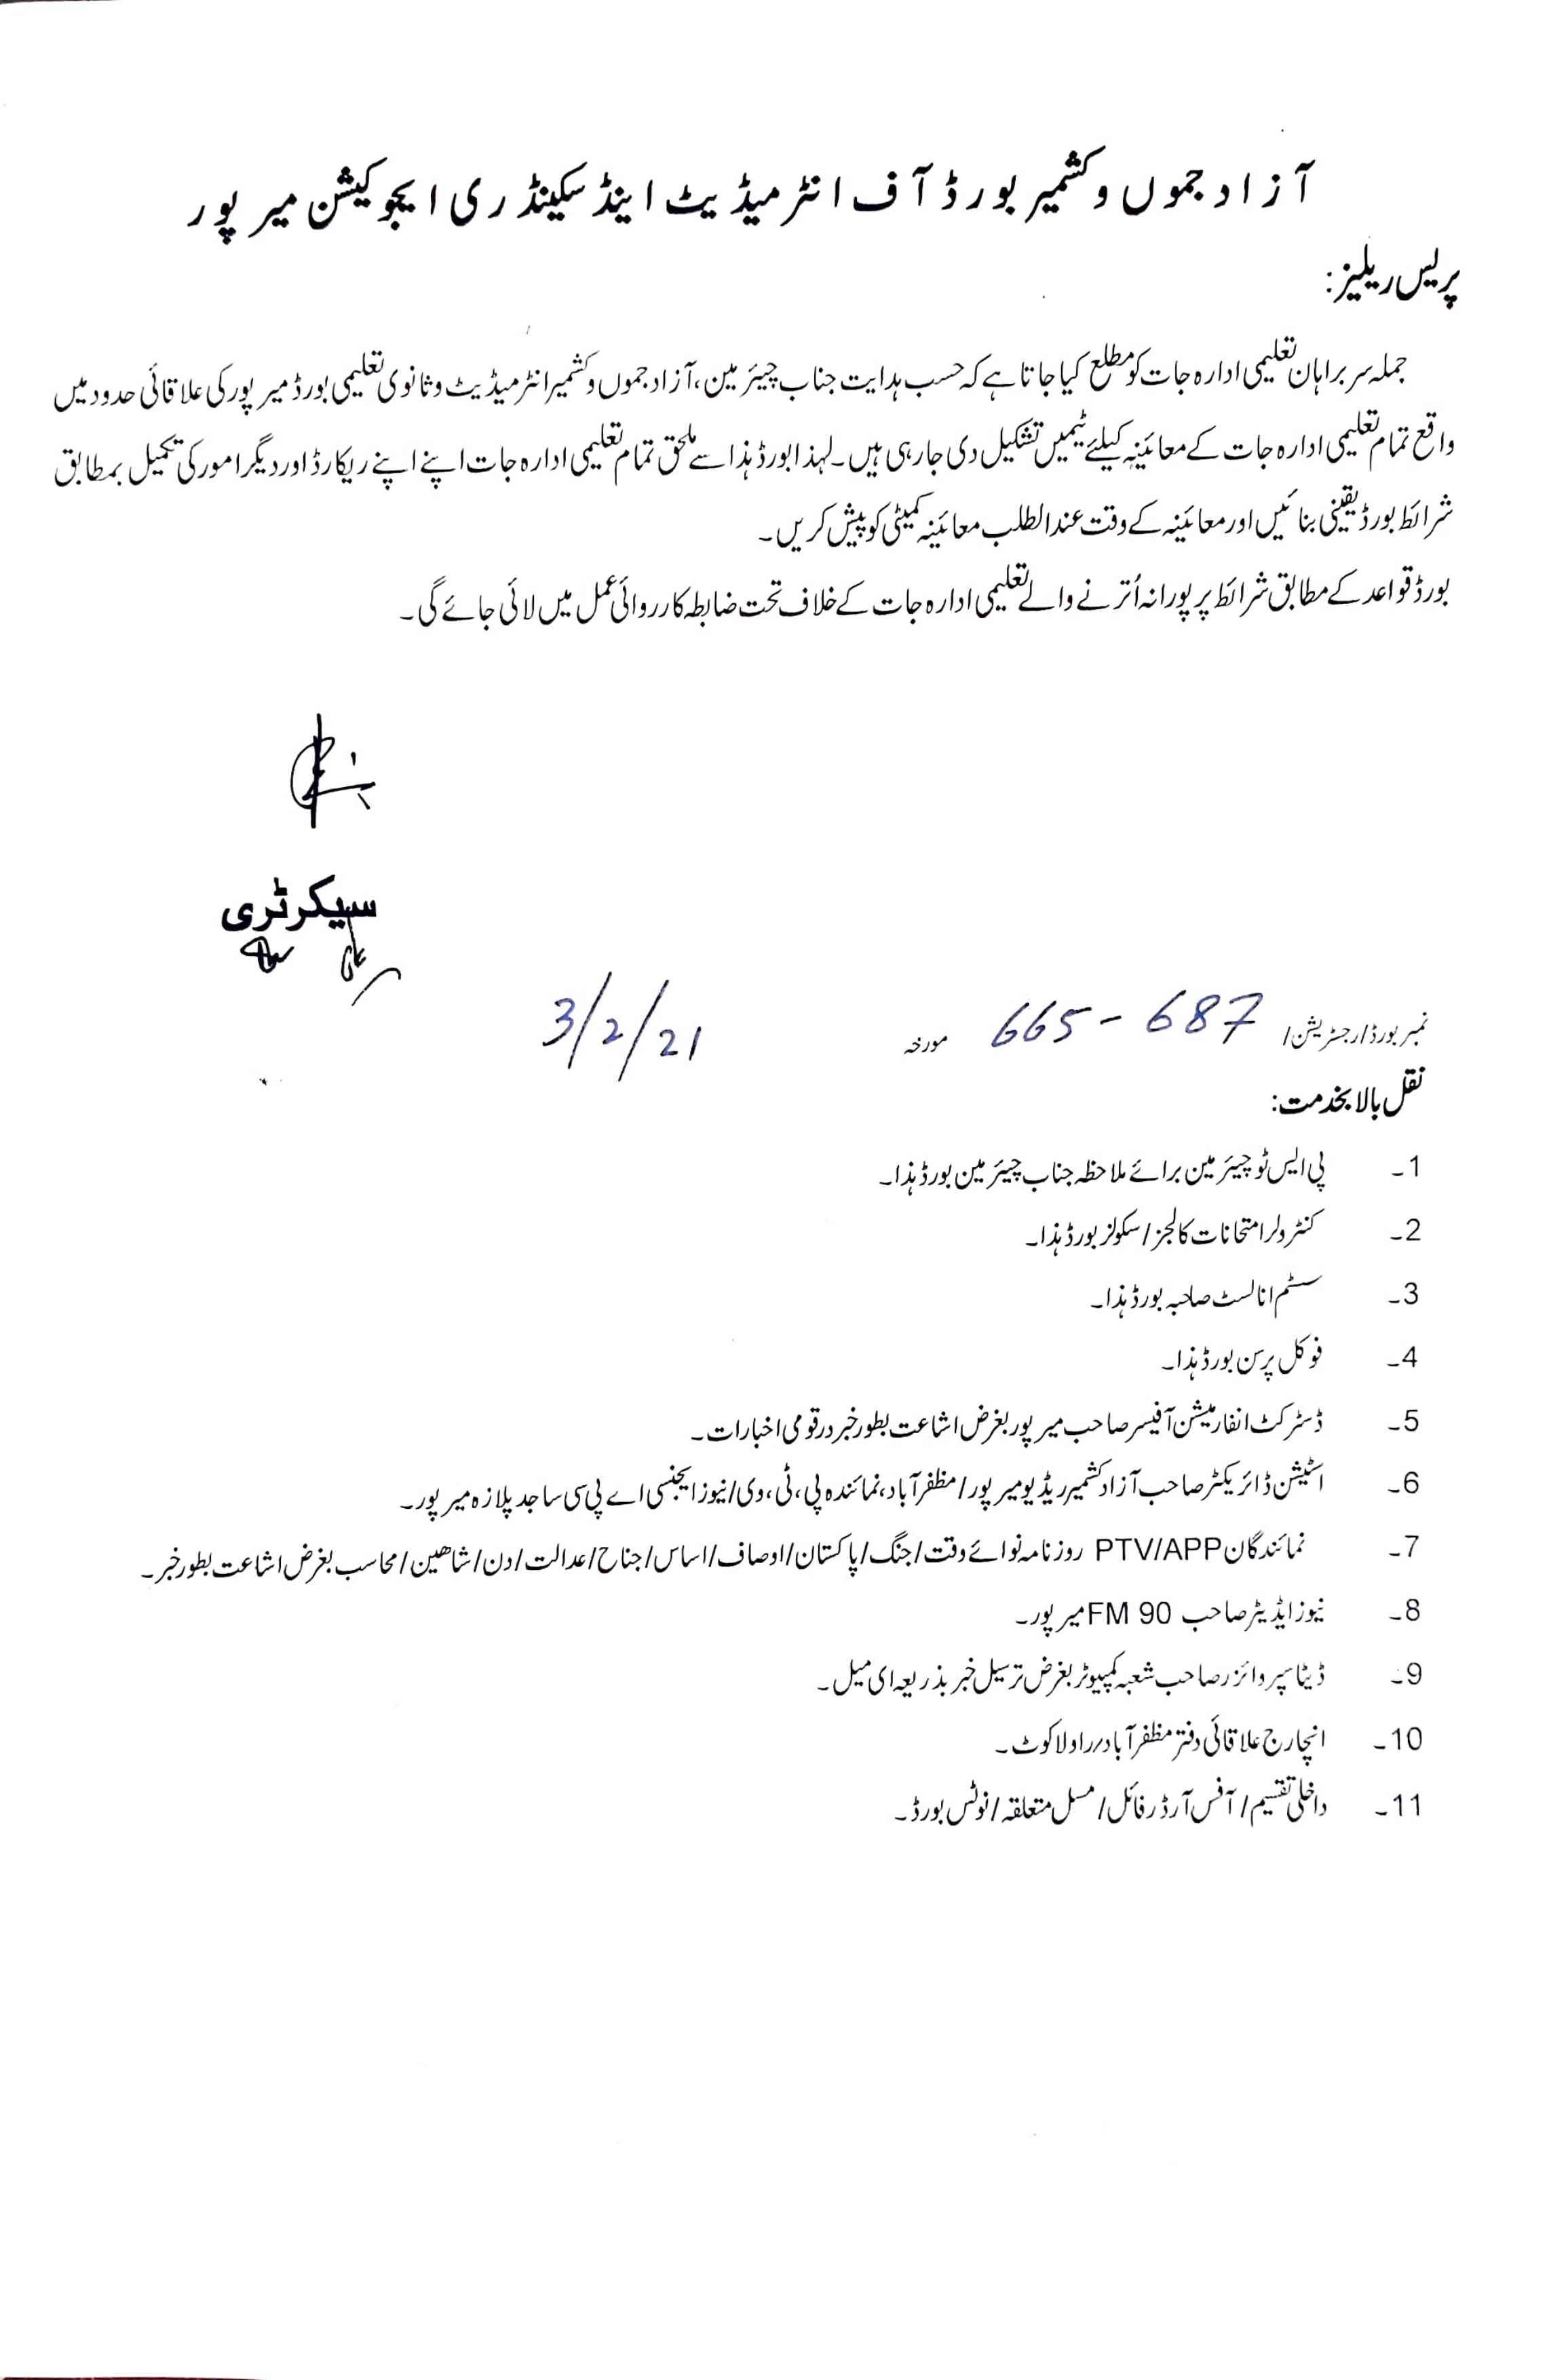 آزاد جموں و کشمیر بورڈ آف انٹرمیڈیٹ اینڈ سکینڈری ایجوکیشن میرپور
پریس ریلیز:
جملہ سربراہان تعلیمی ادارہ جات کو مطلع کیا جاتا ہے کہ حسب ہدایت جناب چیئرمین، آزاد جموں و کشمیر انٹرمیڈیٹ و ثانوی تعلیمی بورڈ میرپور کی علاقائی حدود میں
واقع تمام تعلیمی ادارہ جات کے معائینہ کیلئے ٹیمیں تشکیل دی جا رہی ہیں۔ لہذا بورڈ ہذا سے ملحق تمام تعلیمی ادارہ جات اپنے اپنے ریکارڈ اور دیگر امور کی تکمیل بمطابق
شرائط بورڈ یقینی بنائیں اور معائینہ کے وقت عندالطلب معائینہ کمیٹی کو پیش کریں۔
بورڈ قواعد کے مطابق شرائط پر پورا نہ اُترنے والے تعلیمی ادارہ جات کے خلاف تحت ضابطہ کارروائی عمل میں لائی جائے گی۔
سیکرٹری
نمبر بورڈ/رجسٹریشن/ 665-687 مورخہ 3/2/21
نقل بالا بخدمت:
1۔ پی ایس ٹو چیئرمین برائے ملاحظہ جناب چیئرمین بورڈ ہذا۔
2۔ کنٹرولر امتحانات کالجز/سکولز بورڈ ہذا۔
3۔ سسٹم انالسٹ صاحبہ بورڈ ہذا۔
4۔ فوکل پرسن بورڈ ہذا۔
5۔ ڈسٹرکٹ انفارمیشن آفیسر صاحب میرپور بغرض اشاعت بطور خبر در قومی اخبارات۔
6۔ اسٹیشن ڈائریکٹر صاحب آزاد کشمیر ریڈیو میرپور/مظفرآباد، نمائندہ پی، ٹی، وی/نیوز ایجنسی اے پی سی ساجد پلازہ میرپور۔
7۔ نمائندگان PTV/APP روزنامہ نوائے وقت/جنگ/پاکستان/اوصاف/اساس/جناح/عدالت/دن/شاھین/محاسب بغرض اشاعت بطور خبر۔
8۔ نیوز ایڈیٹر صاحب FM 90 میرپور۔
9۔ ڈیٹا سپروائزر صاحب شعبہ کمپیوٹر بغرض ترسیل خبر بذریعہ ای میل۔
10۔ انچارج علاقائی دفتر مظفرآباد/راولاکوٹ۔
11۔ داخلی تقسیم/آفس آرڈر فائل/مسل متعلقہ/نوٹس بورڈ۔